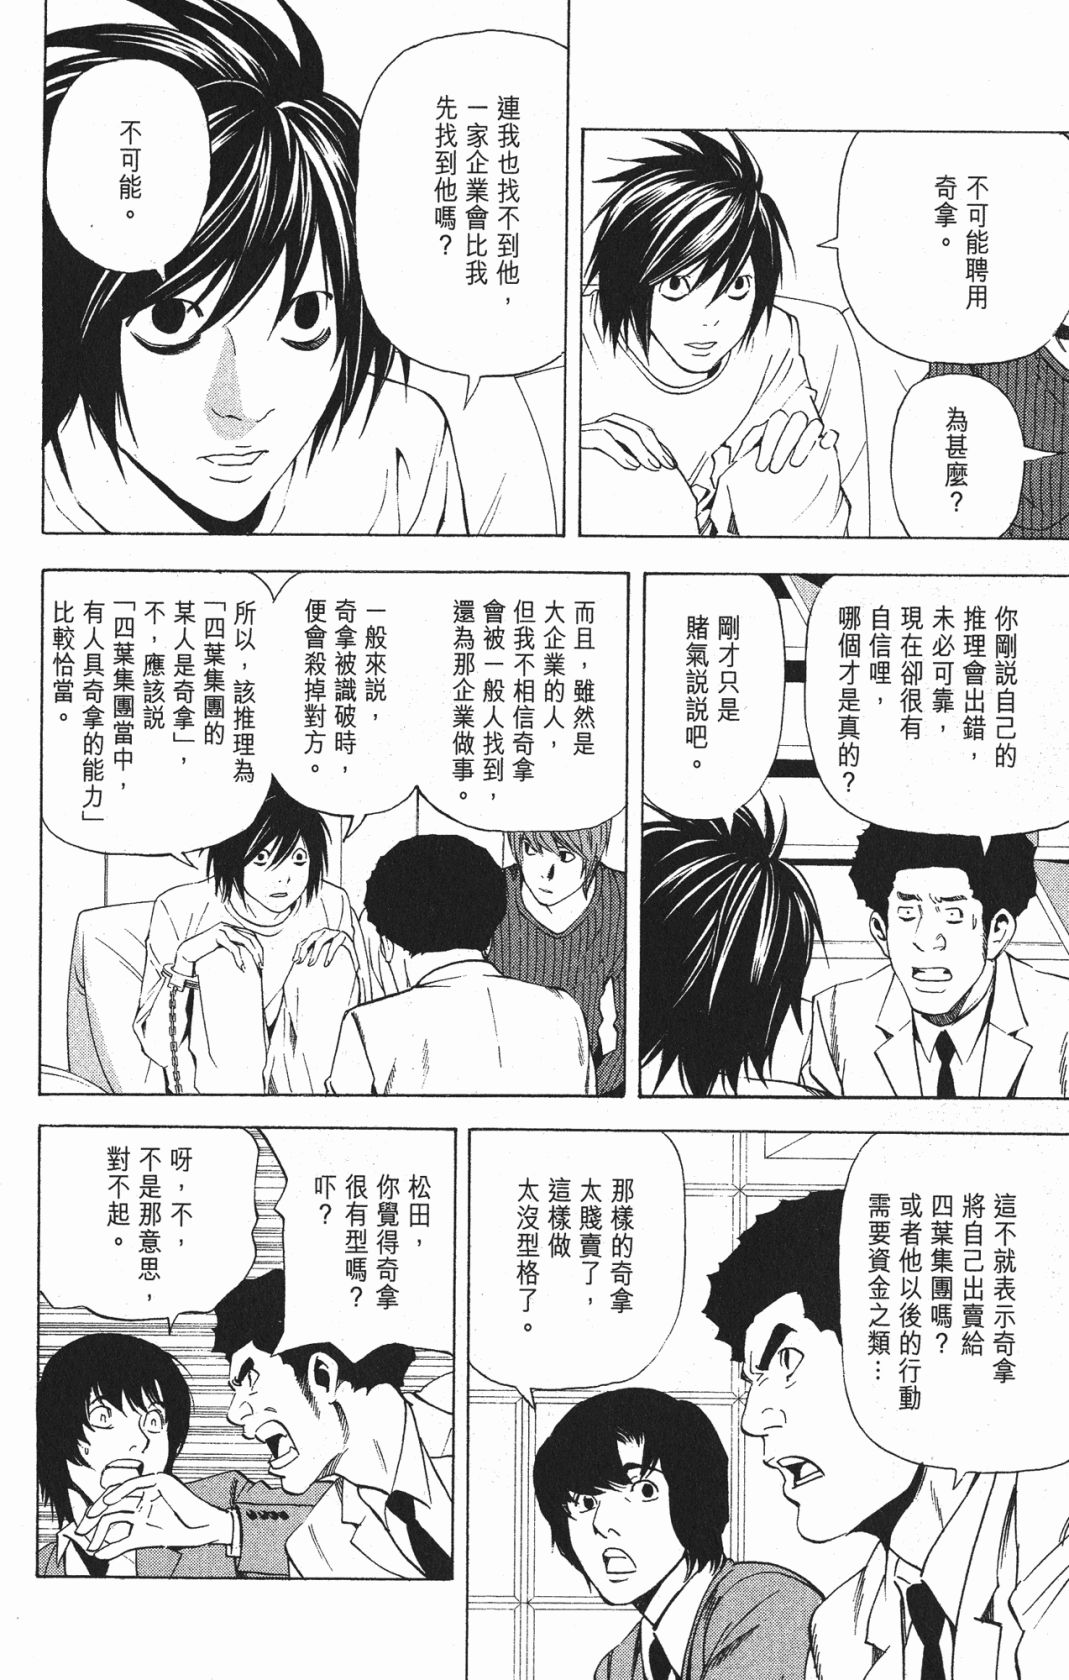 不可能聘用
奇拿。
為甚麼?
連我也找不到他，
一家企業會比我
先找到他嗎?
不可能。
你剛說自己的
推理會出錯，
未必可靠，
現在卻很有
自信哩，
哪個才是真的?
剛才只是
賭氣說說吧。
而且，雖然是
大企業的人，
但我不相信奇拿
會被一般人找到，
還為那企業做事。
一般來說，
奇拿被識破時，
便會殺掉對方。
所以，該推理為
「四葉集團的
某人是奇拿」，
不，應該說
「四葉集團當中，
有人具奇拿的能力」
比較恰當。
這不就表示奇拿
將自己出賣給
四葉集團嗎?
或者他以後的行動
需要資金之類…
那樣的奇拿
太賤賣了，
這樣做
太沒型格了。
松田，
你覺得奇拿
很有型嗎?
吓?
呀，不，
不是那意思，
對不起。